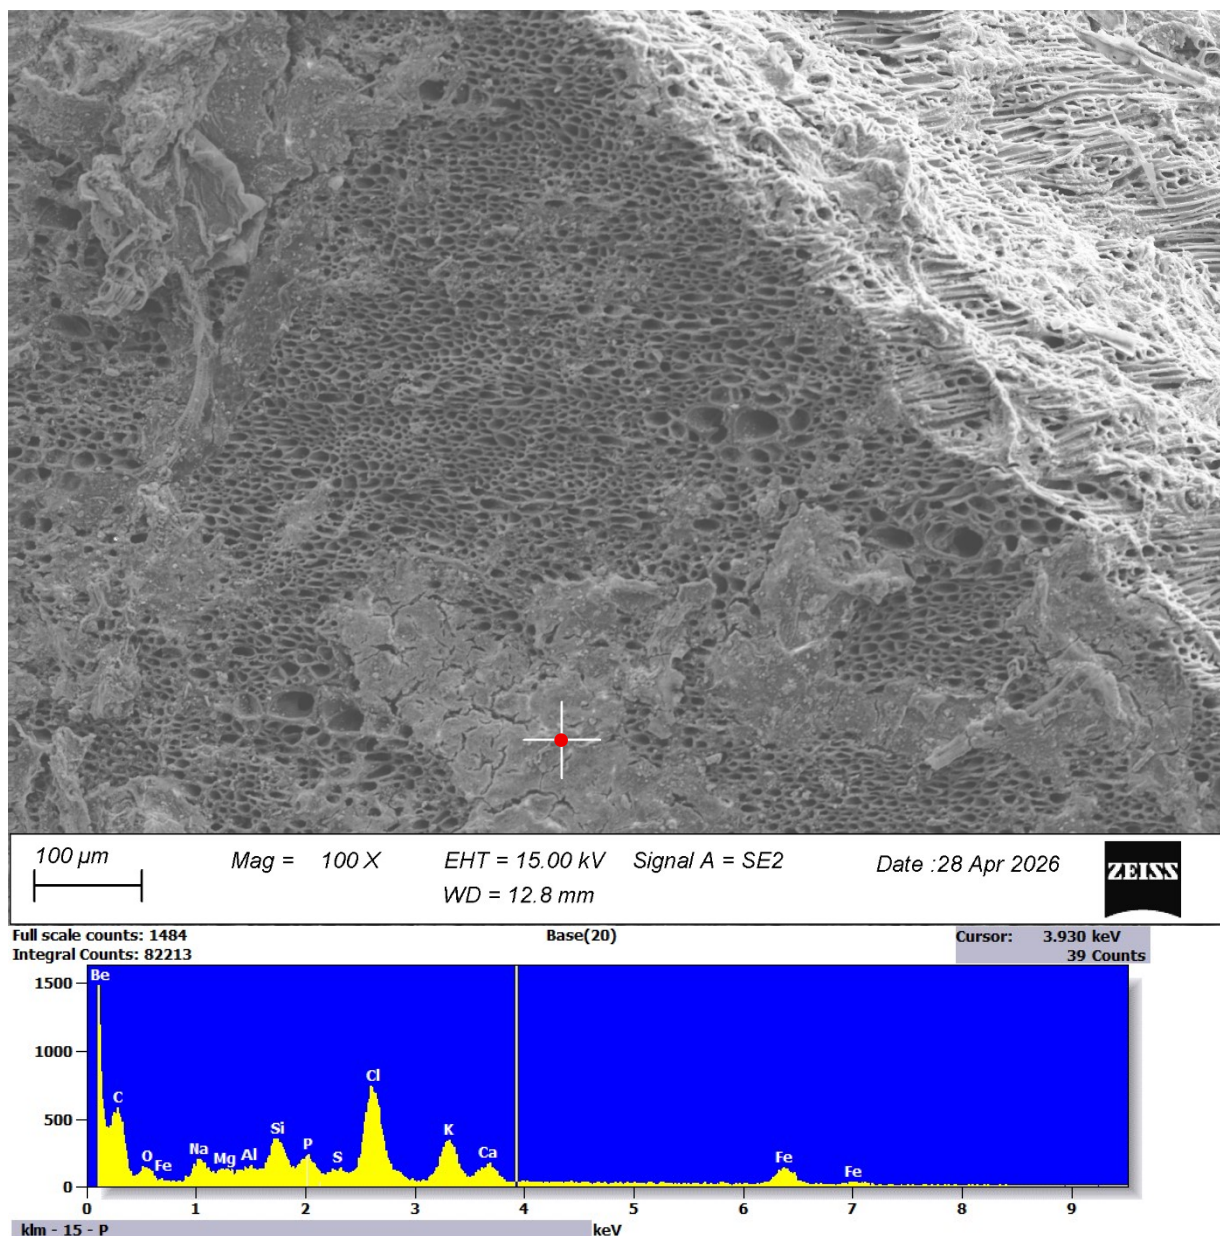 100 µm
Mag = 100 X EHT = 15.00 kV Signal A = SE2 Date :28 Apr 2026
WD = 12.8 mm
ZEISS
Full scale counts: 1484 Base(20) Cursor: 3.930 keV
Integral Counts: 82213 39 Counts
1500
1000
500
0
Be
C
O
Fe
Na
Mg
Al
Si
P
S
Cl
K
Ca
Fe
Fe
0 1 2 3 4 5 6 7 8 9
klm - 15 - P keV